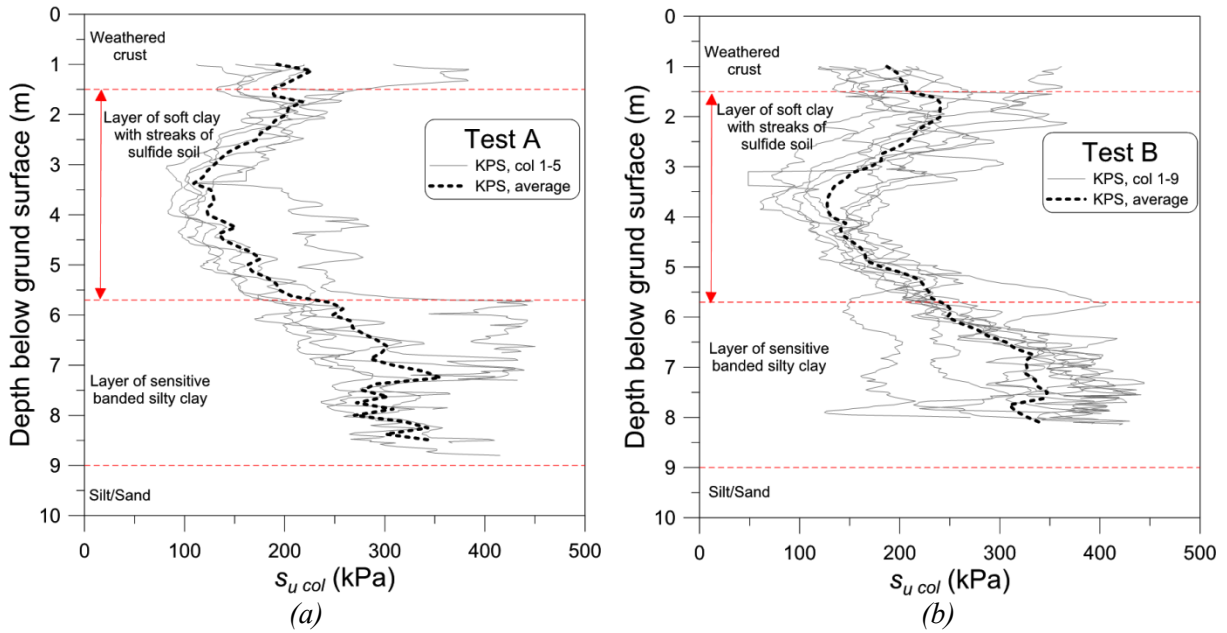 0
1
2
3
4
5
6
7
8
9
10
Depth below grund surface (m)
Weathered
crust
Layer of soft clay
with streaks of
sulfide soil
Layer of sensitive
banded silty clay
Silt/Sand
Test A
KPS, col 1-5
KPS, average
0
100
200
300
400
500
s_u col (kPa)
(a)
0
1
2
3
4
5
6
7
8
9
10
Depth below grund surface (m)
Weathered
crust
Layer of soft clay
with streaks of
sulfide soil
Layer of sensitive
banded silty clay
Silt/Sand
Test B
KPS, col 1-9
KPS, average
0
100
200
300
400
500
s_u col (kPa)
(b)